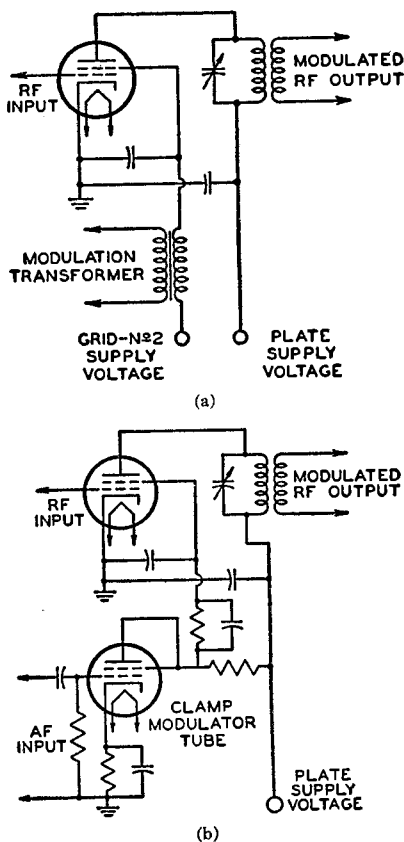 RF
INPUT
MODULATED
RF OUTPUT
MODULATION
TRANSFORMER
GRID-Nº2
SUPPLY
VOLTAGE
PLATE
SUPPLY
VOLTAGE
(a)
RF
INPUT
MODULATED
RF OUTPUT
AF
INPUT
CLAMP
MODULATOR
TUBE
PLATE
SUPPLY
VOLTAGE
(b)